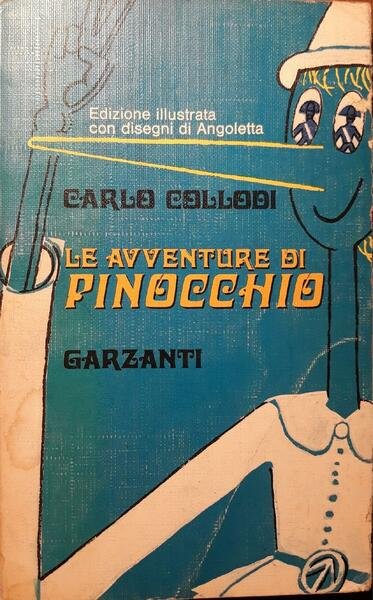 Edizione illustrata
con disegni di Angoletta
CARLO COLLODI
LE AVVENTURE DI
PINOCCHIO
GARZANTI